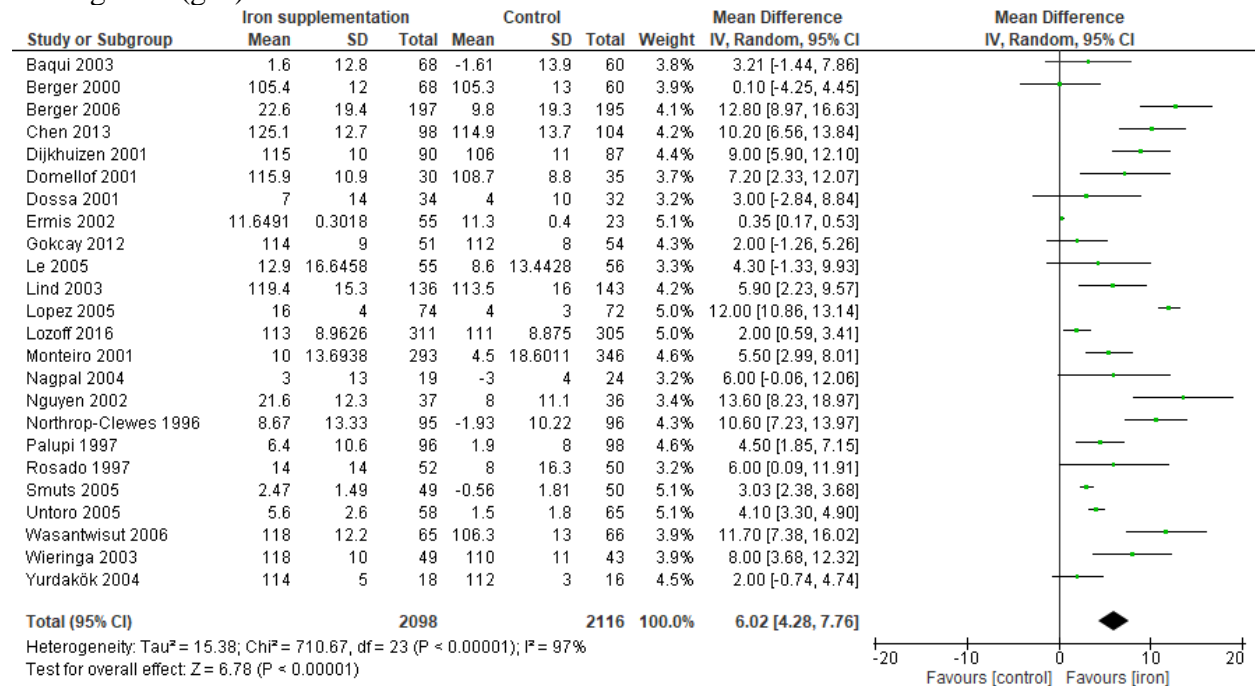 Iron supplementation Control Mean Difference Mean Difference
Study or Subgroup Mean SD Total Mean SD Total Weight IV, Random, 95% CI IV, Random, 95% CI
Baqui 2003 1.6 12.8 68 -1.61 13.9 60 3.8% 3.21 [-1.44, 7.86]
Berger 2000 105.4 12 68 105.3 13 60 3.9% 0.10 [-4.25, 4.45]
Berger 2006 22.6 19.4 197 9.8 19.3 195 4.1% 12.80 [8.97, 16.63]
Chen 2013 125.1 12.7 98 114.9 13.7 104 4.2% 10.20 [6.56, 13.84]
Dijkhuizen 2001 115 10 90 106 11 87 4.4% 9.00 [5.90, 12.10]
Domellof 2001 115.9 10.9 30 108.7 8.8 35 3.7% 7.20 [2.33, 12.07]
Dossa 2001 7 14 34 4 10 32 3.2% 3.00 [-2.84, 8.84]
Ermis 2002 11.6491 0.3018 55 11.3 0.4 23 5.1% 0.35 [0.17, 0.53]
Gokcay 2012 114 9 51 112 8 54 4.3% 2.00 [-1.26, 5.26]
Le 2005 12.9 16.6458 55 8.6 13.4428 56 3.3% 4.30 [-1.33, 9.93]
Lind 2003 119.4 15.3 136 113.5 16 143 4.2% 5.90 [2.23, 9.57]
Lopez 2005 16 4 74 4 3 72 5.0% 12.00 [10.86, 13.14]
Lozoff 2016 113 8.9626 311 111 8.875 305 5.0% 2.00 [0.59, 3.41]
Monteiro 2001 10 13.6938 293 4.5 18.6011 346 4.6% 5.50 [2.99, 8.01]
Nagpal 2004 3 13 19 -3 4 24 3.2% 6.00 [-0.06, 12.06]
Nguyen 2002 21.6 12.3 37 8 11.1 36 3.4% 13.60 [8.23, 18.97]
Northrop-Clewes 1996 8.67 13.33 95 -1.93 10.22 96 4.3% 10.60 [7.23, 13.97]
Palupi 1997 6.4 10.6 96 1.9 8 98 4.6% 4.50 [1.85, 7.15]
Rosado 1997 14 14 52 8 16.3 50 3.2% 6.00 [0.09, 11.91]
Smuts 2005 2.47 1.49 49 -0.56 1.81 50 5.1% 3.03 [2.38, 3.68]
Untoro 2005 5.6 2.6 58 1.5 1.8 65 5.1% 4.10 [3.30, 4.90]
Wasantwisut 2006 118 12.2 65 106.3 13 66 3.9% 11.70 [7.38, 16.02]
Wieringa 2003 118 10 49 110 11 43 3.9% 8.00 [3.68, 12.32]
Yurdakök 2004 114 5 18 112 3 16 4.5% 2.00 [-0.74, 4.74]
Total (95% CI) 2098 2116 100.0% 6.02 [4.28, 7.76]
Heterogeneity: Tau² = 15.38; Chi² = 710.67, df = 23 (P < 0.00001); I² = 97%
Test for overall effect: Z = 6.78 (P < 0.00001)
-20 -10 0 10 20
Favours [control] Favours [iron]